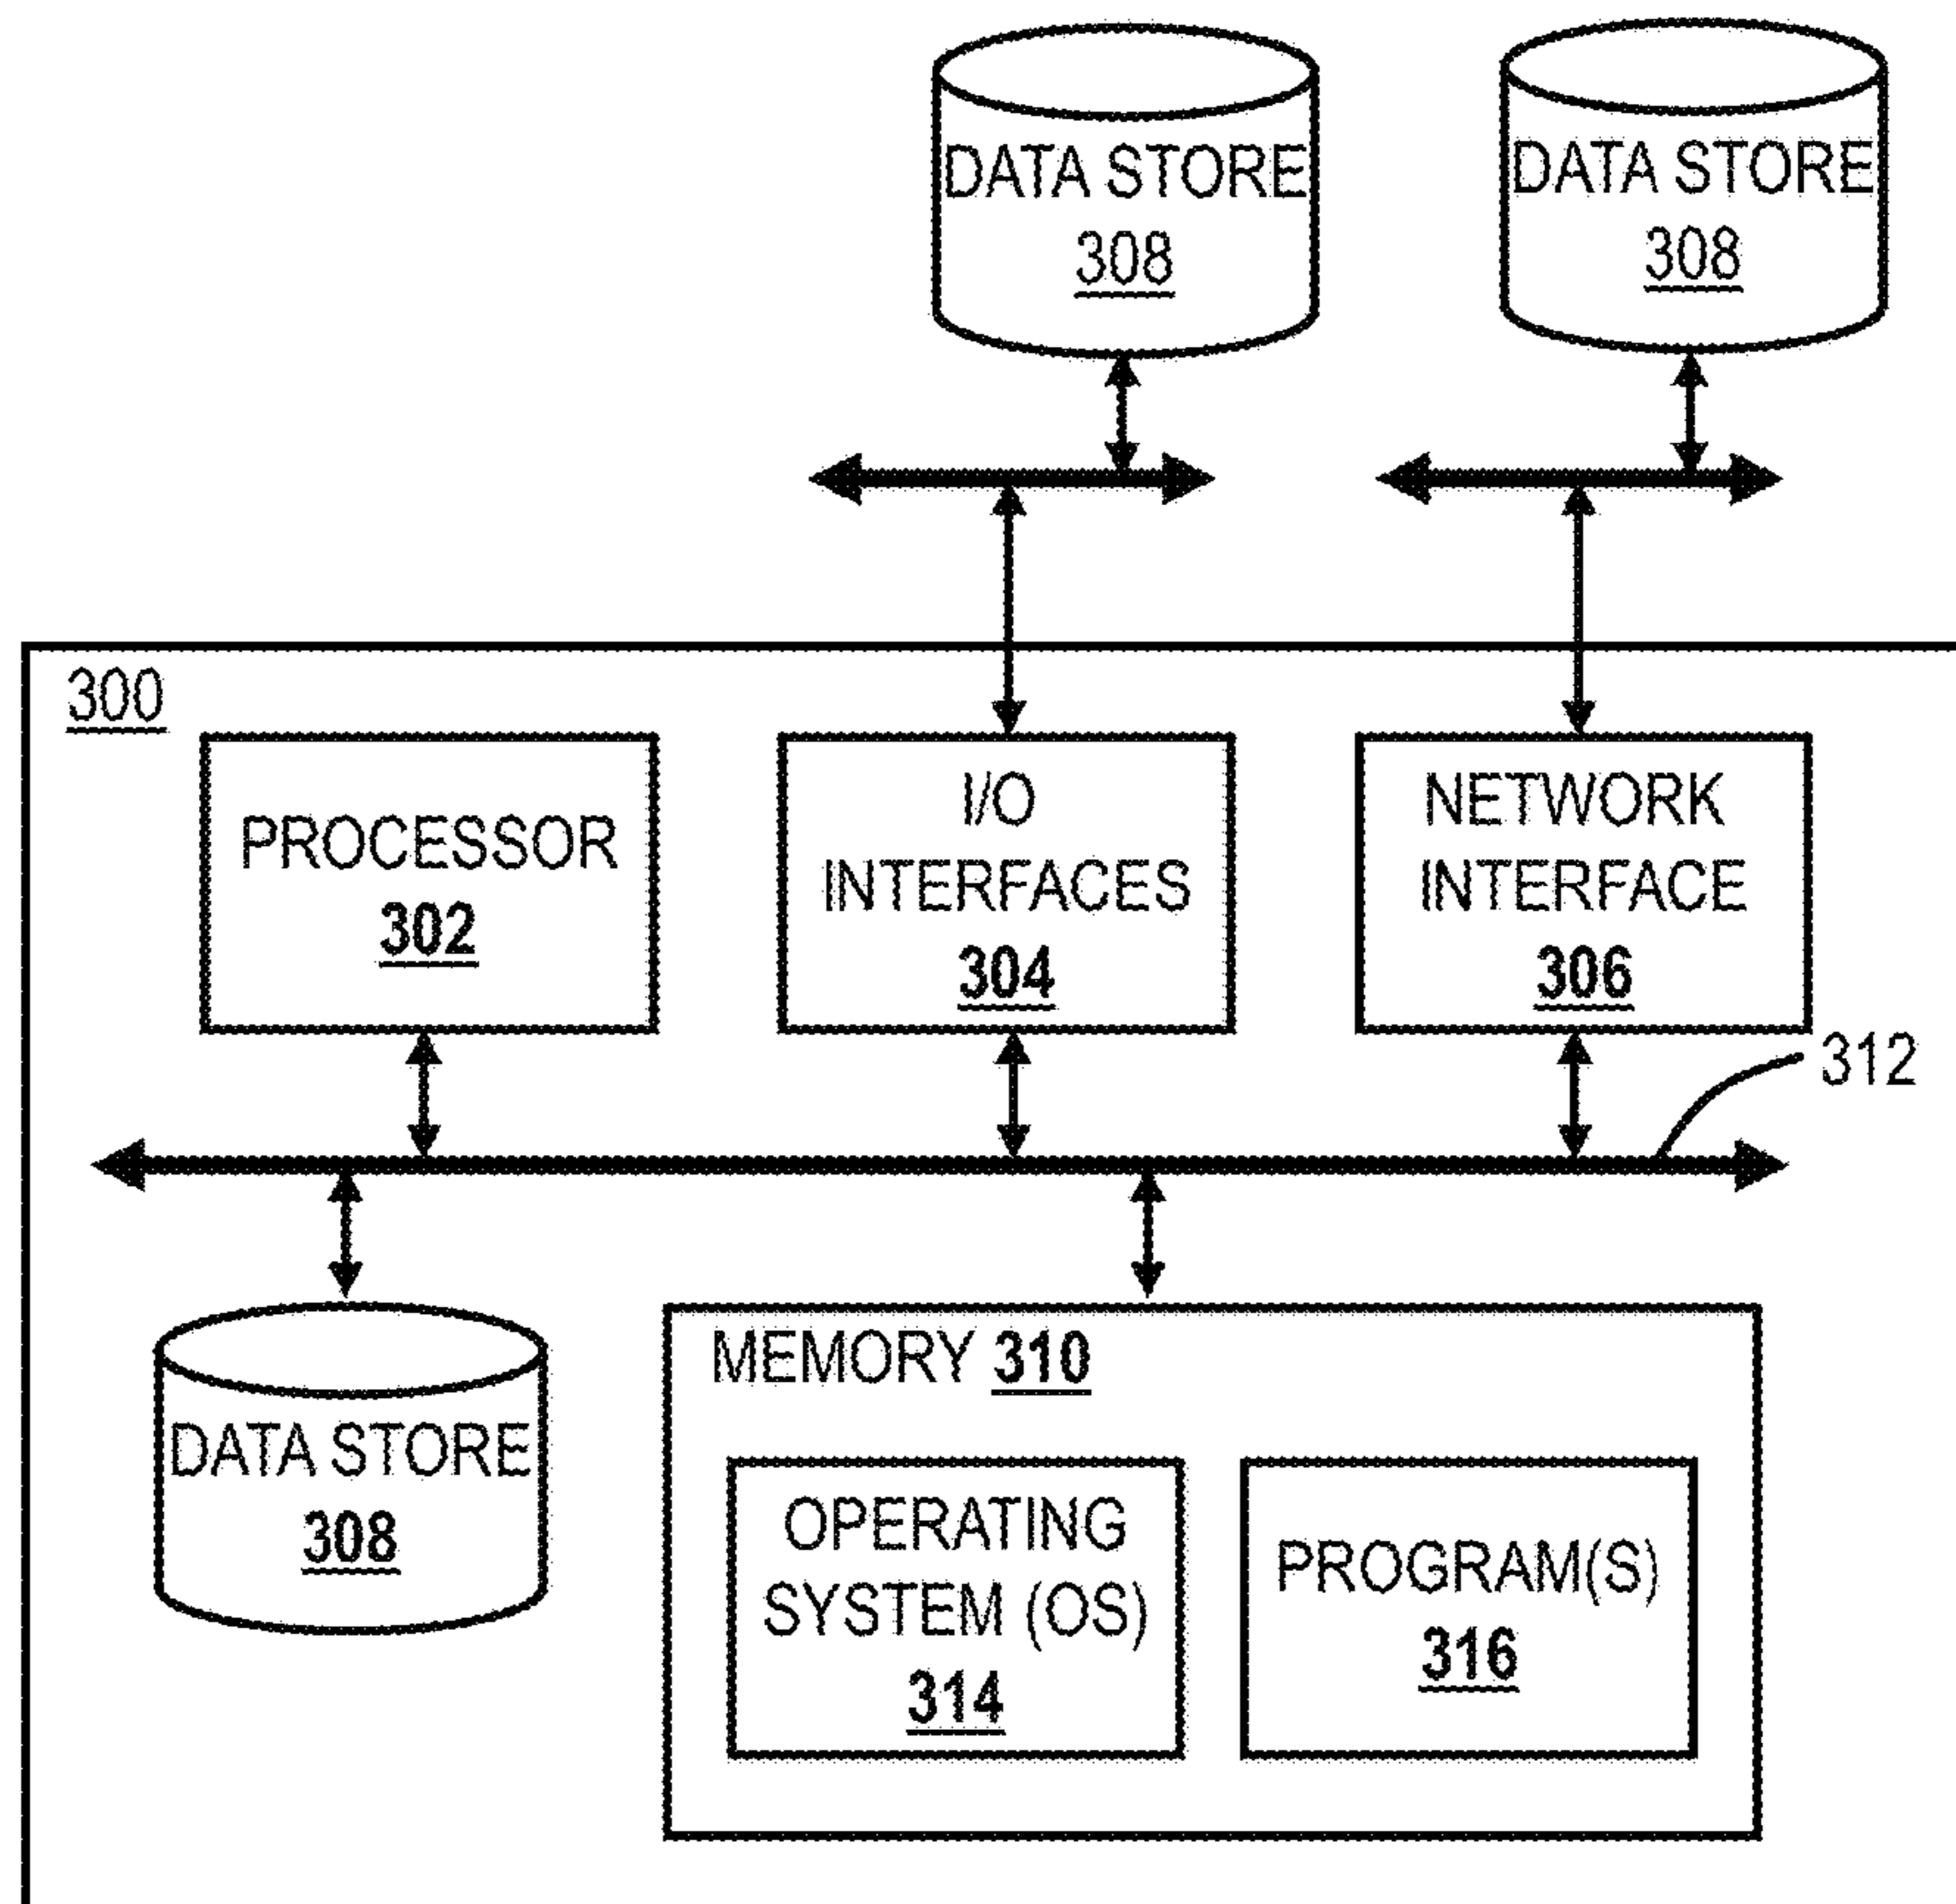 DATA STORE
308
DATA STORE
308
300
PROCESSOR
302
I/O
INTERFACES
304
NETWORK
INTERFACE
306
312
DATA STORE
308
MEMORY 310
OPERATING
SYSTEM (OS)
314
PROGRAM(S)
316